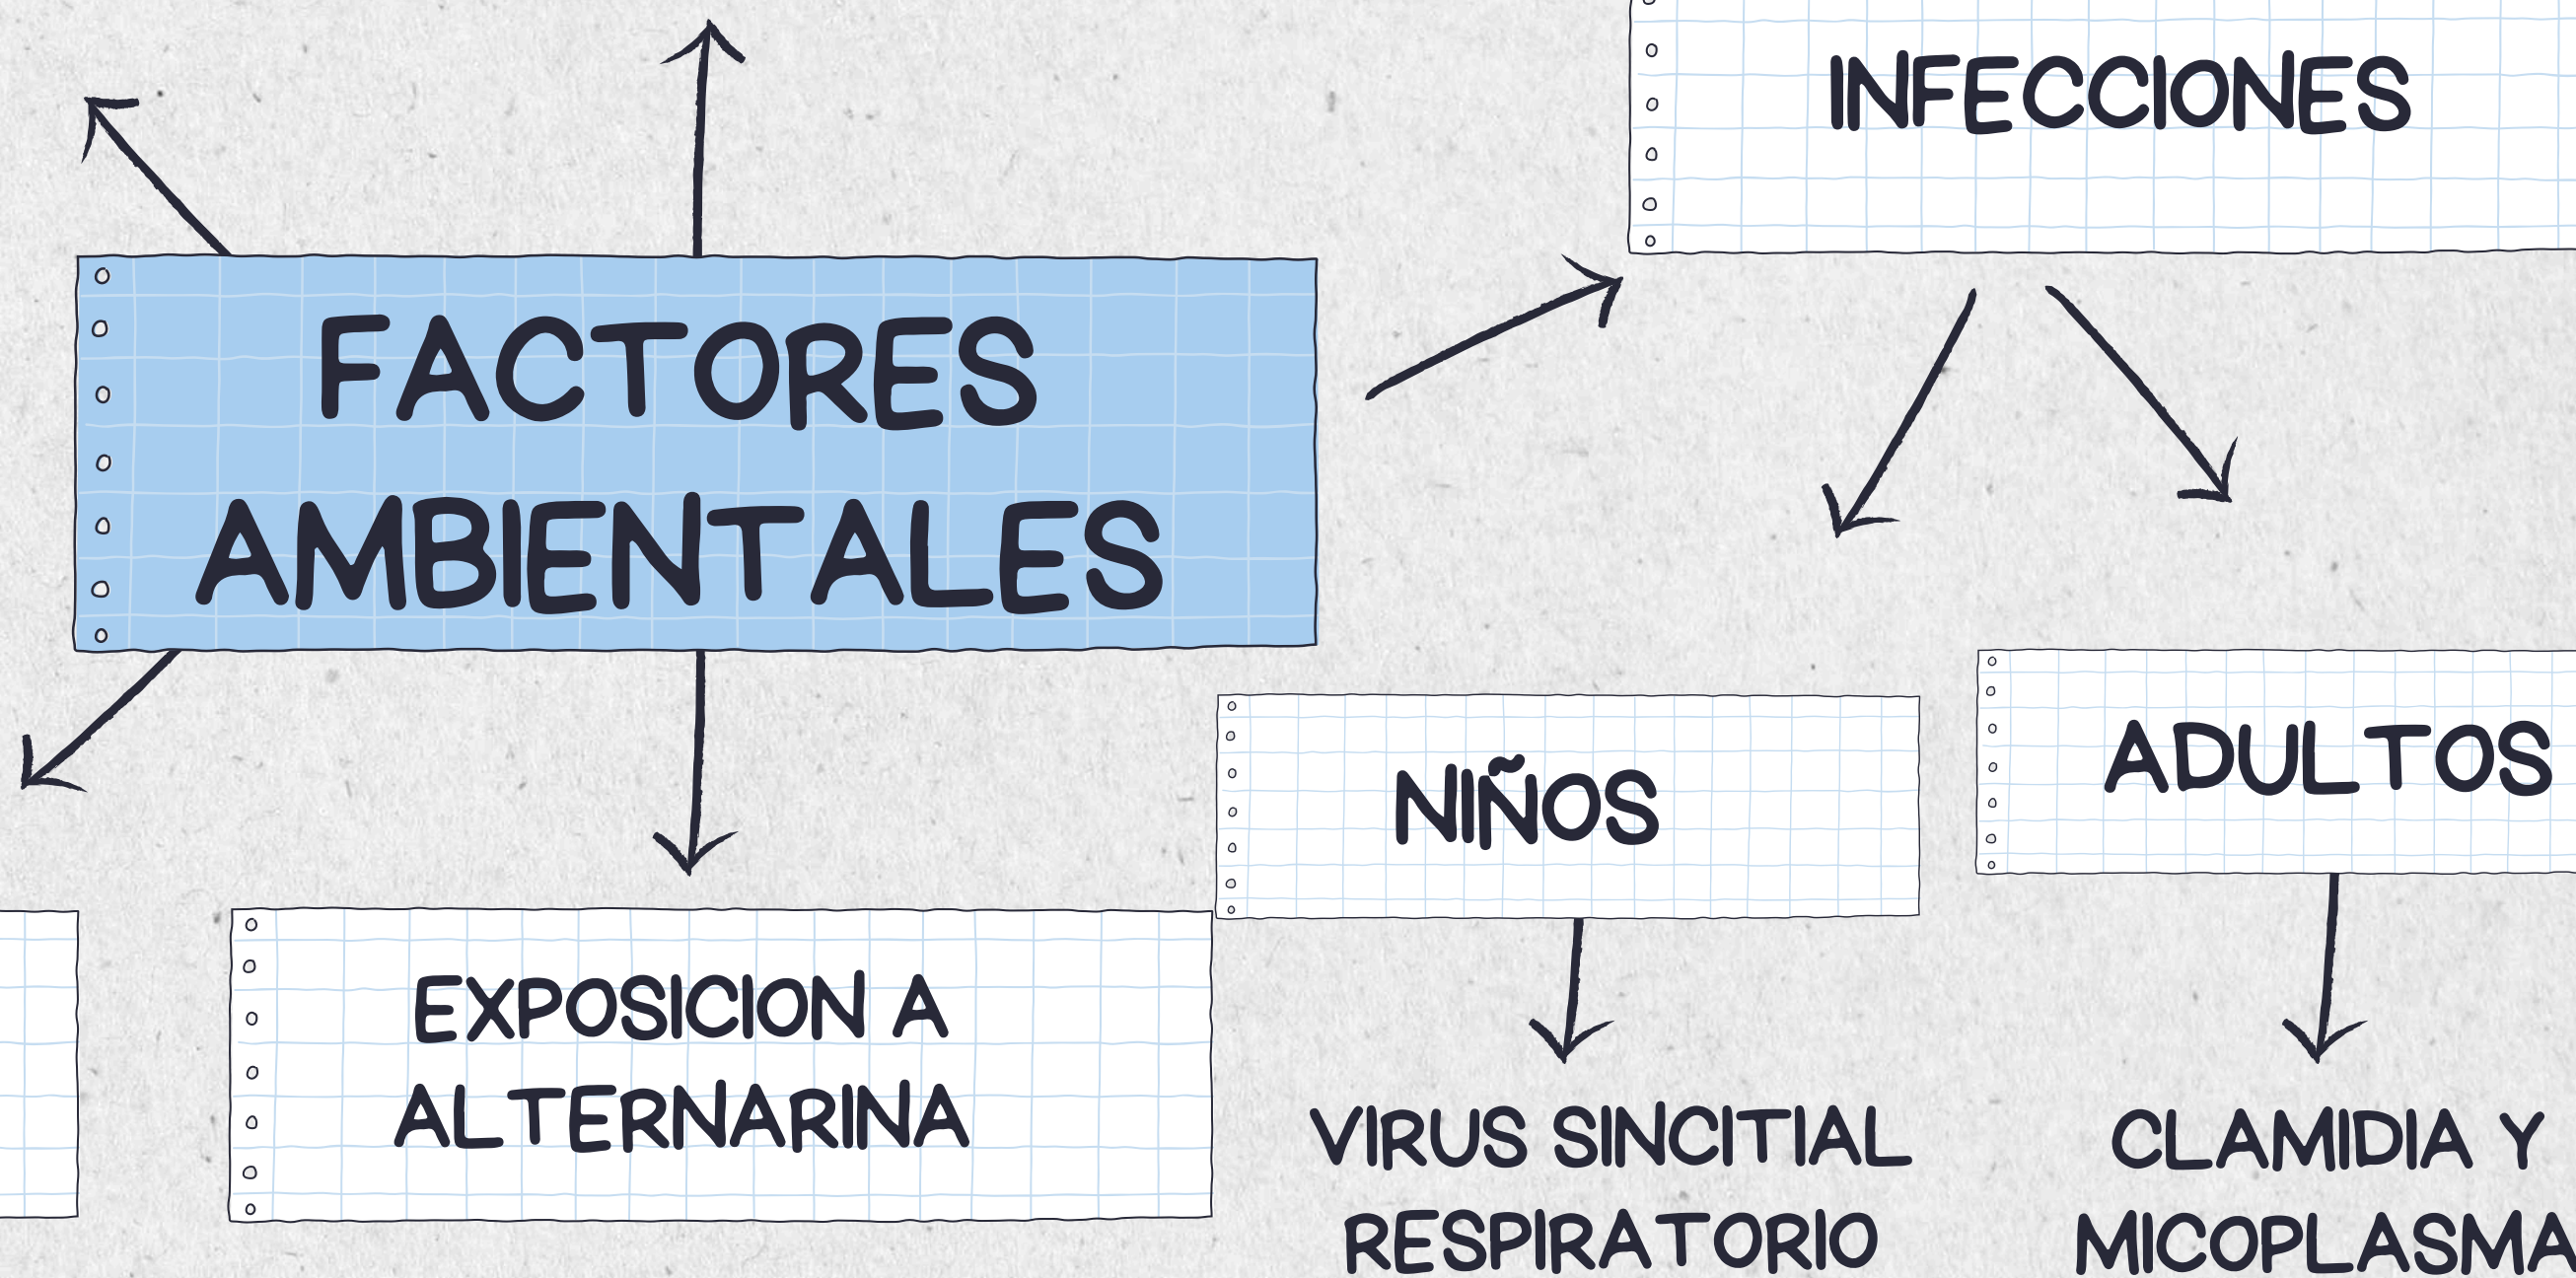 INFECCIONES
FACTORES
AMBIENTALES
NIÑOS
ADULTOS
EXPOSICION A
ALTERNARINA
VIRUS SINCITIAL
RESPIRATORIO
CLAMIDIA Y
MICOPLASMA